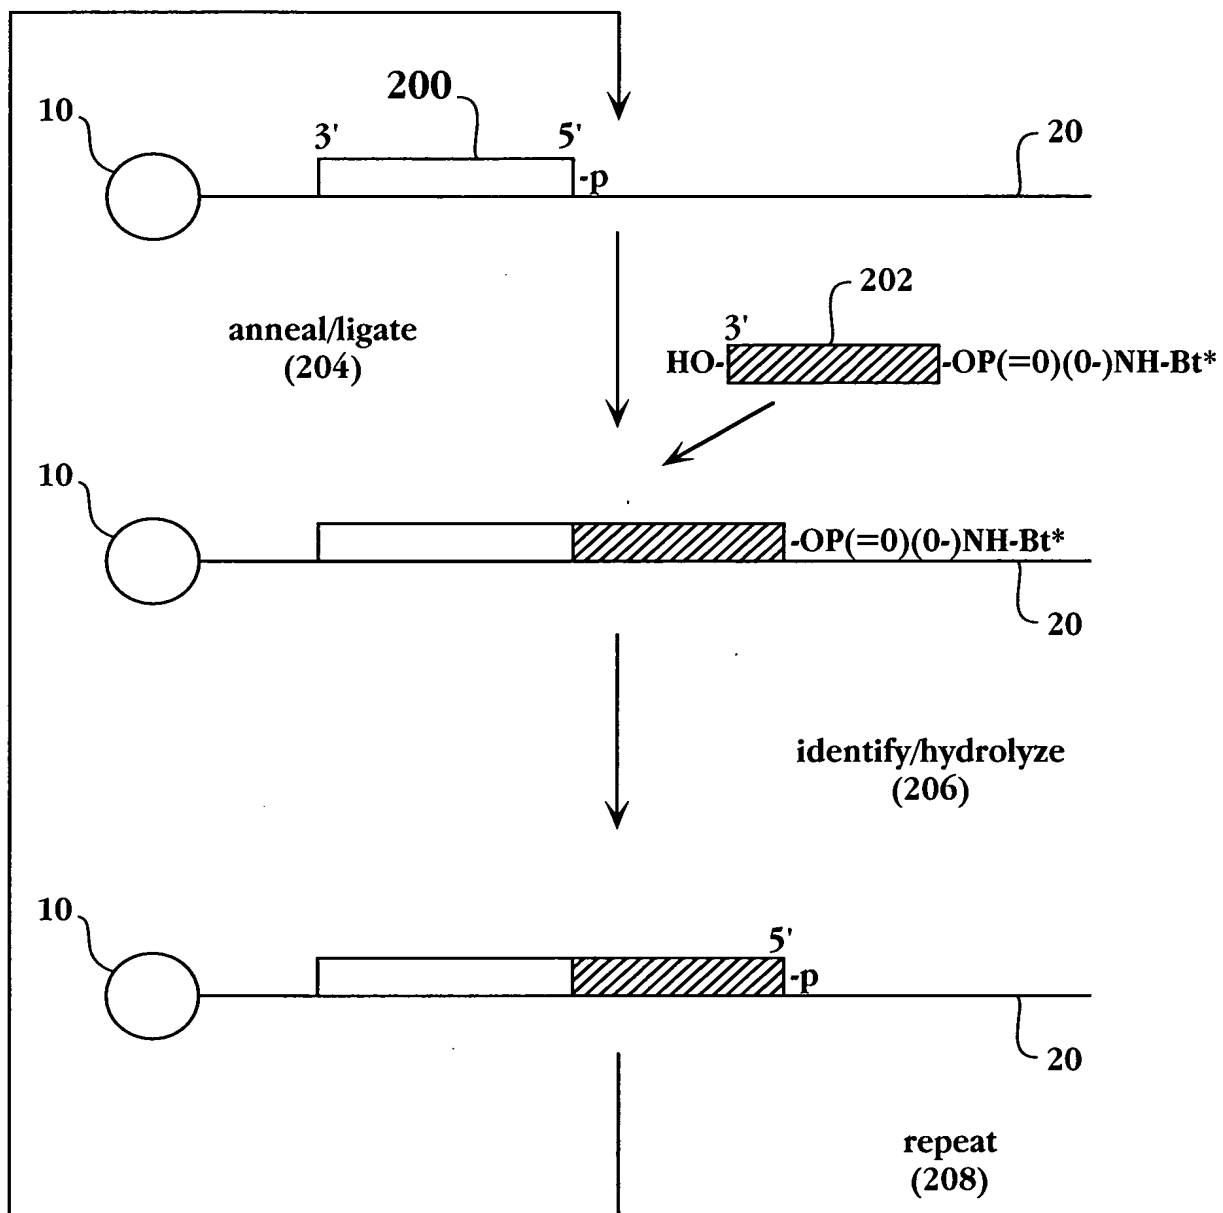 200
10
3'
5'
20
-p
202
anneal/ligate
(204)
3'
HO-
-OP(=0)(0-)NH-Bt*
10
-OP(=0)(0-)NH-Bt*
20
identify/hydrolyze
(206)
10
5'
-p
20
repeat
(208)